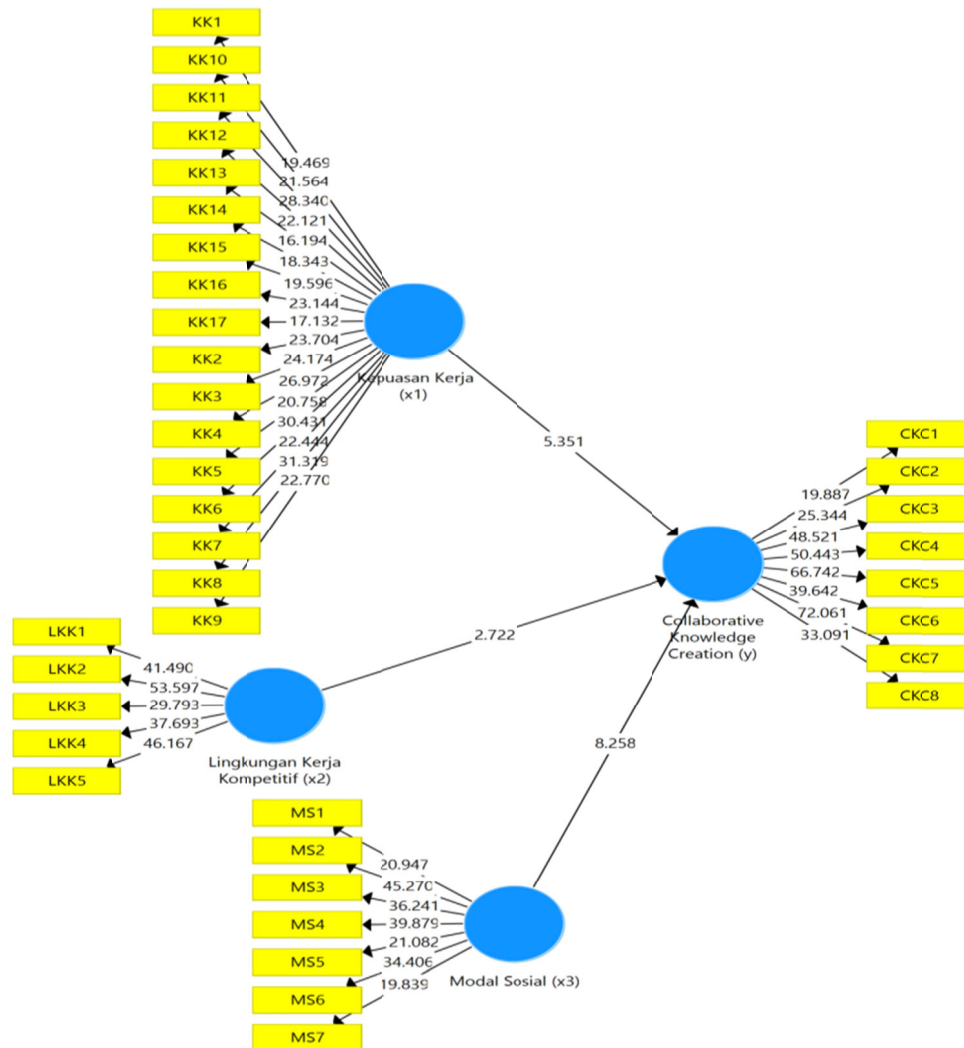 KK1
KK10
KK11
KK12
KK13
KK14
KK15
KK16
KK17
KK2
KK3
KK4
KK5
KK6
KK7
KK8
KK9
19.469
21.564
28.340
22.121
16.194
18.343
19.596
23.144
17.132
23.704
24.174
26.972
20.758
30.431
22.444
31.319
22.770
Kepuasan Kerja
(x1)
5.351
LKK1
LKK2
LKK3
LKK4
LKK5
41.490
53.597
29.793
37.693
46.167
Lingkungan Kerja
Kompetitif (x2)
2.722
MS1
MS2
MS3
MS4
MS5
MS6
MS7
20.947
45.270
36.241
39.879
21.082
34.406
19.839
Modal Sosial (x3)
8.258
Collaborative
Knowledge
Creation (y)
19.887
25.344
48.521
50.443
66.742
39.642
72.061
33.091
CKC1
CKC2
CKC3
CKC4
CKC5
CKC6
CKC7
CKC8